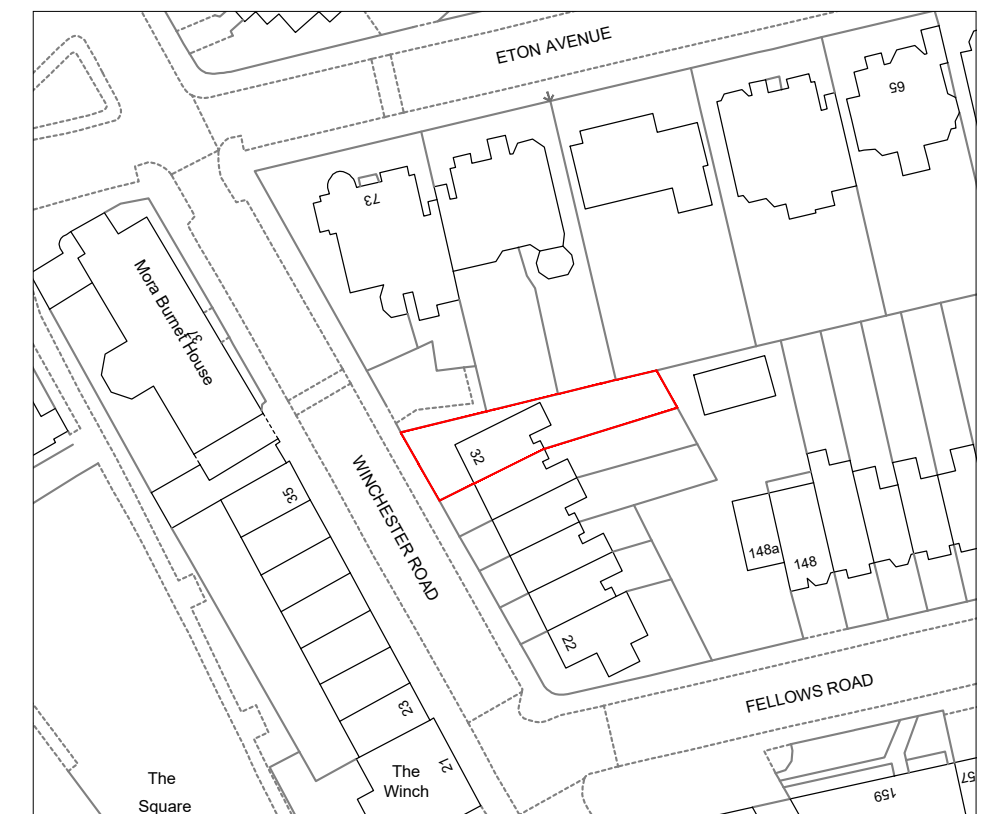 ETON AVENUE
65
73
Mora Burnet House
37
32
35
WINCHESTER ROAD
148a
148
22
FELLOWS ROAD
23
21
The
Winch
The
Square
159
57